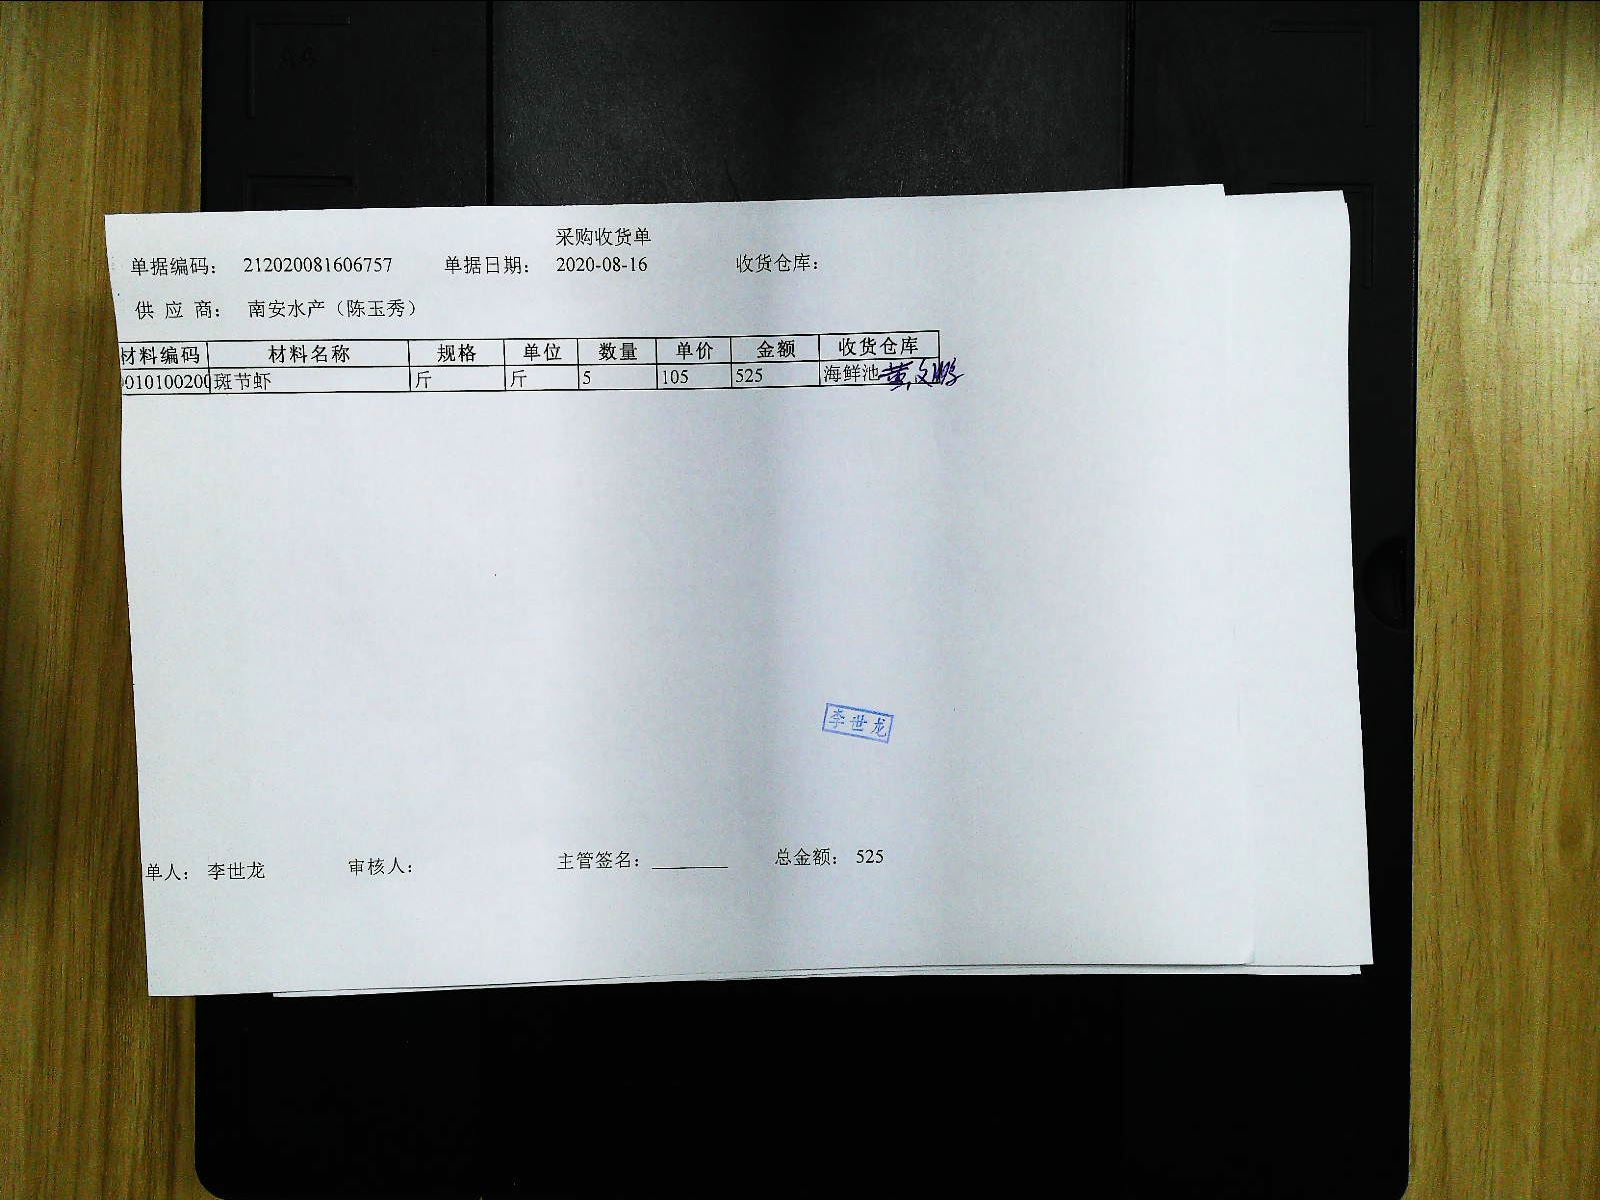 采购收货单
单据编码： 212020081606757 单据日期： 2020-08-16 收货仓库：
供 应 商： 南安水产（陈玉秀）
材料编码 材料名称 规格 单位 数量 单价 金额 收货仓库
010100200 斑节虾 斤 斤 5 105 525 海鲜池
李世龙
单人： 李世龙 审核人： 主管签名： ________ 总金额： 525